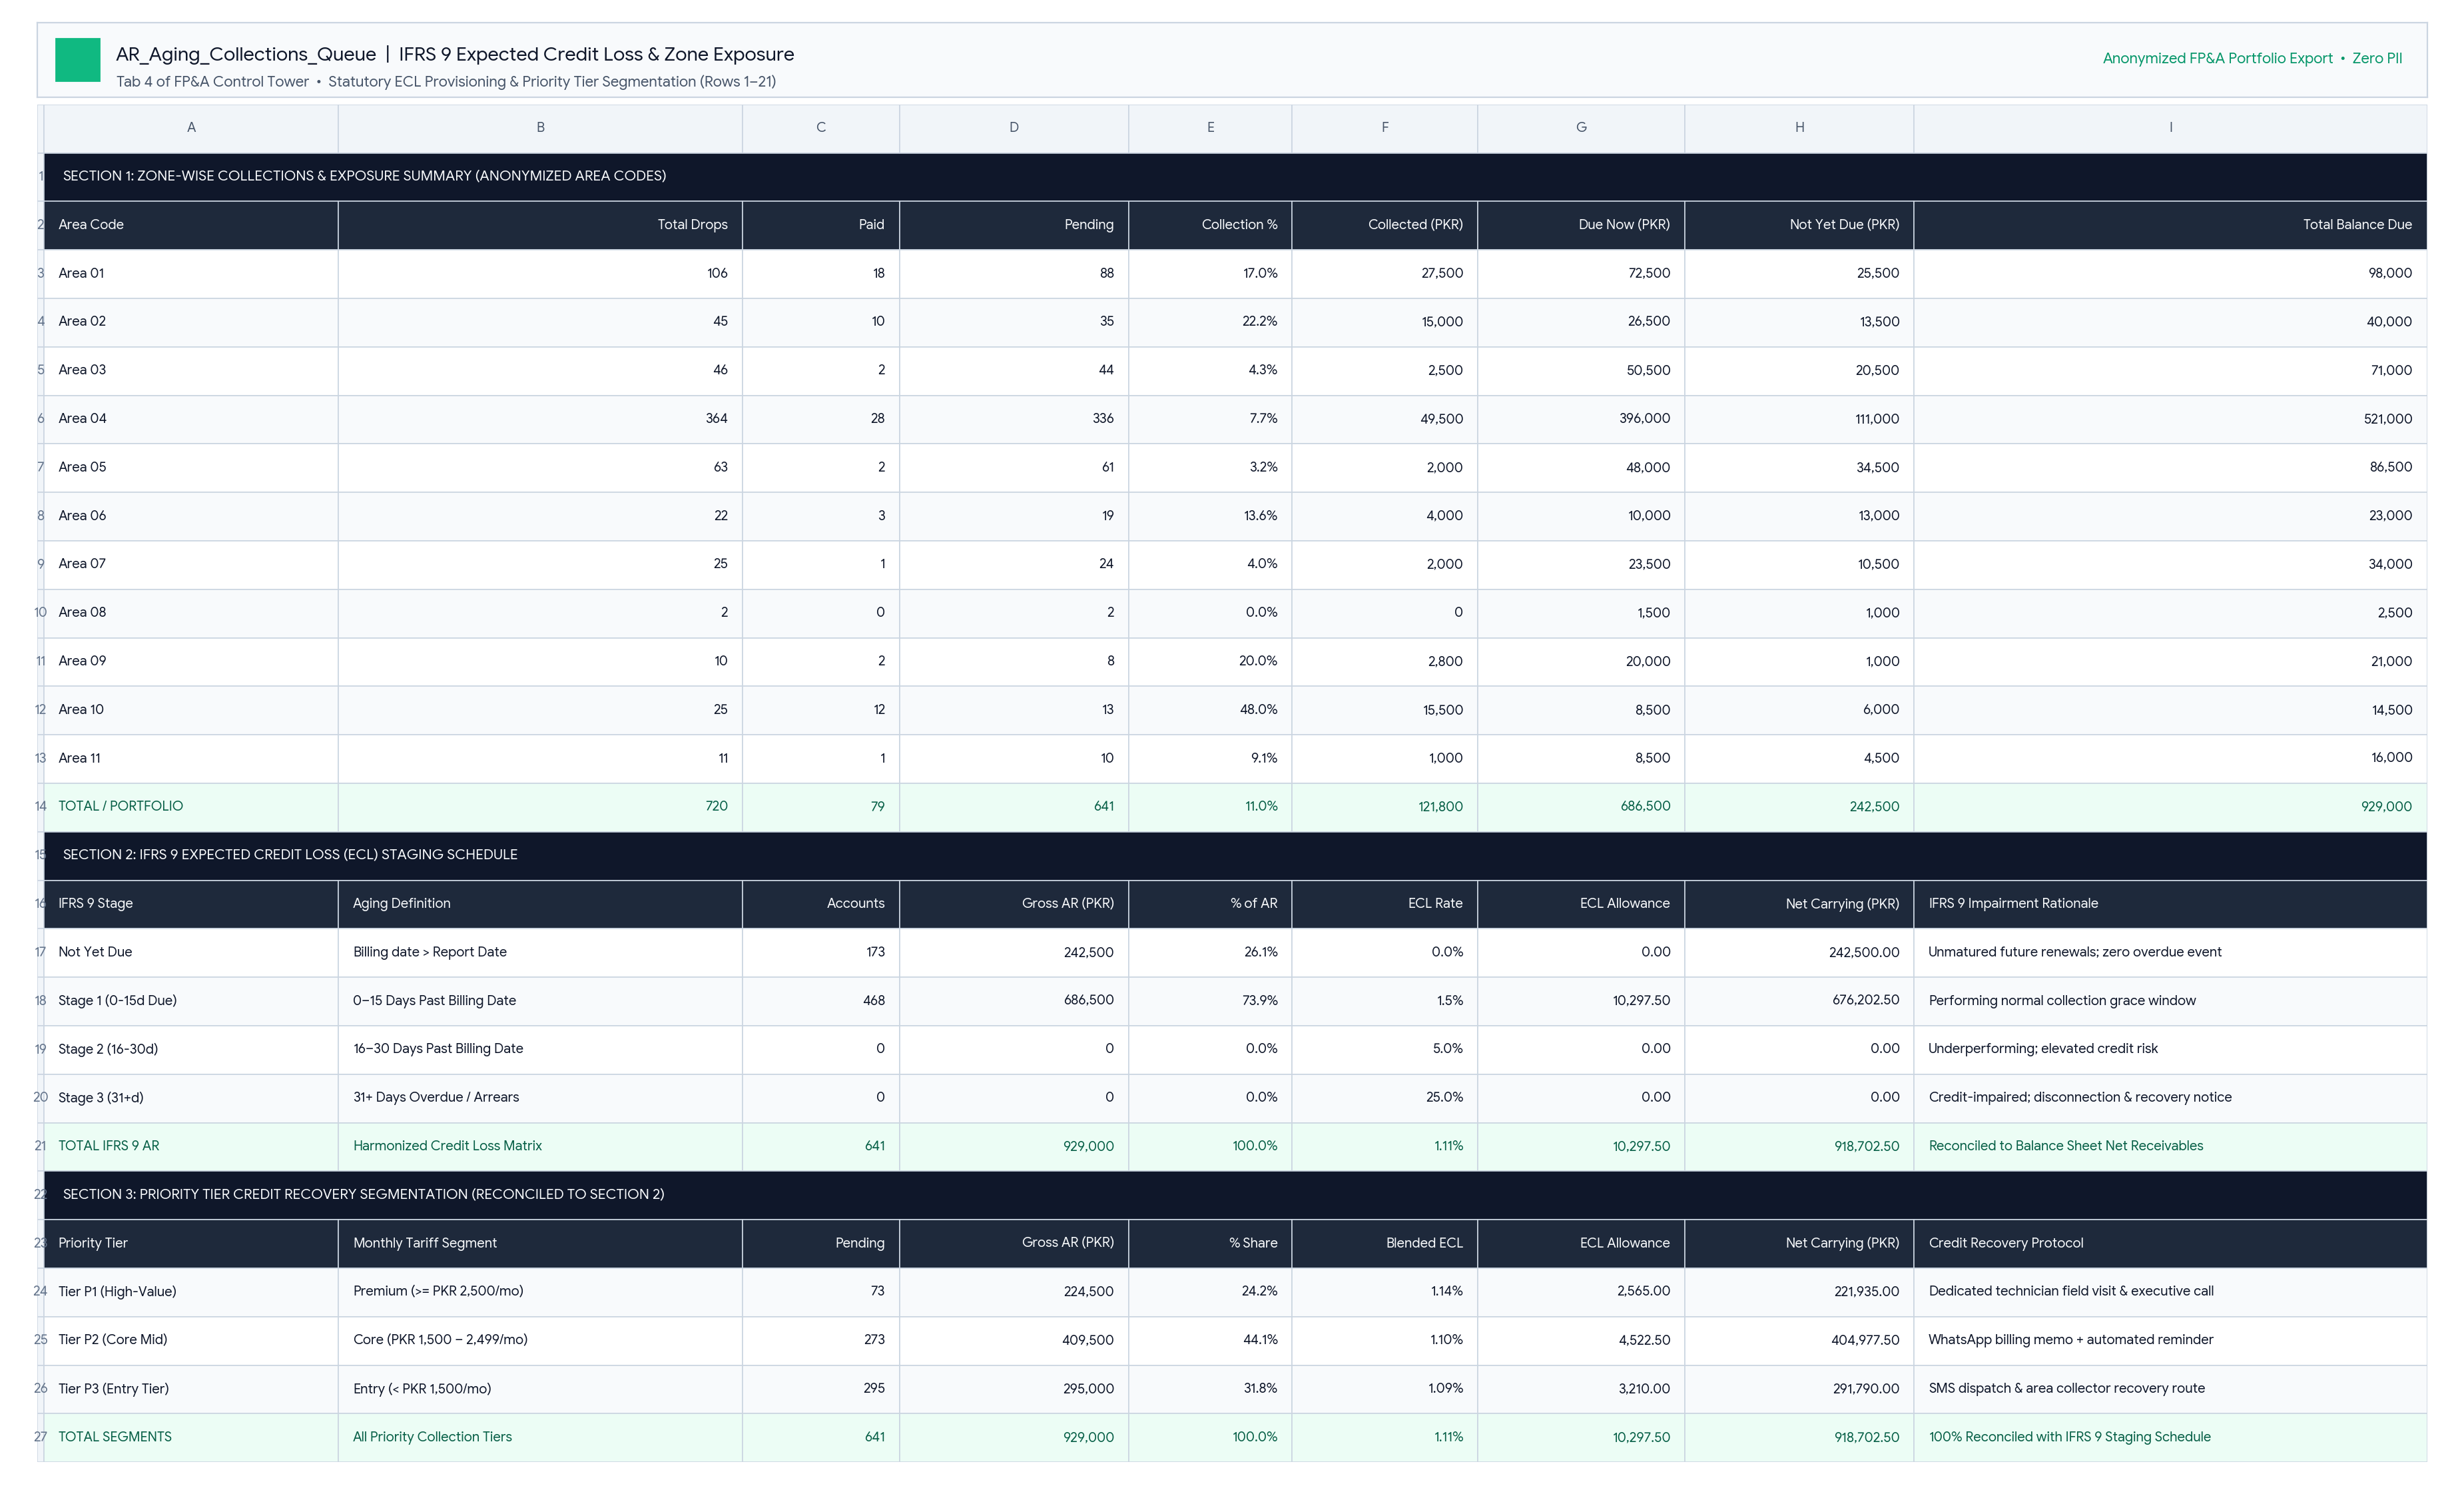 AR_Aging_Collections_Queue | IFRS 9 Expected Credit Loss & Zone Exposure
Tab 4 of FP&A Control Tower • Statutory ECL Provisioning & Priority Tier Segmentation (Rows 1–21)
Anonymized FP&A Portfolio Export • Zero PII
A B C D E F G H I
1 SECTION 1: ZONE-WISE COLLECTIONS & EXPOSURE SUMMARY (ANONYMIZED AREA CODES)
2 Area Code Total Drops Paid Pending Collection % Collected (PKR) Due Now (PKR) Not Yet Due (PKR) Total Balance Due
3 Area 01 106 18 88 17.0% 27,500 72,500 25,500 98,000
4 Area 02 45 10 35 22.2% 15,000 26,500 13,500 40,000
5 Area 03 46 2 44 4.3% 2,500 50,500 20,500 71,000
6 Area 04 364 28 336 7.7% 49,500 396,000 111,000 521,000
7 Area 05 63 2 61 3.2% 2,000 48,000 34,500 86,500
8 Area 06 22 3 19 13.6% 4,000 10,000 13,000 23,000
9 Area 07 25 1 24 4.0% 2,000 23,500 10,500 34,000
10 Area 08 2 0 2 0.0% 0 1,500 1,000 2,500
11 Area 09 10 2 8 20.0% 2,800 20,000 1,000 21,000
12 Area 10 25 12 13 48.0% 15,500 8,500 6,000 14,500
13 Area 11 11 1 10 9.1% 1,000 8,500 4,500 16,000
14 TOTAL / PORTFOLIO 720 79 641 11.0% 121,800 686,500 242,500 929,000
15 SECTION 2: IFRS 9 EXPECTED CREDIT LOSS (ECL) STAGING SCHEDULE
16 IFRS 9 Stage Aging Definition Accounts Gross AR (PKR) % of AR ECL Rate ECL Allowance Net Carrying (PKR) IFRS 9 Impairment Rationale
17 Not Yet Due Billing date > Report Date 173 242,500 26.1% 0.0% 0.00 242,500.00 Unmatured future renewals; zero overdue event
18 Stage 1 (0-15d Due) 0–15 Days Past Billing Date 468 686,500 73.9% 1.5% 10,297.50 676,202.50 Performing normal collection grace window
19 Stage 2 (16-30d) 16–30 Days Past Billing Date 0 0 0.0% 5.0% 0.00 0.00 Underperforming; elevated credit risk
20 Stage 3 (31+d) 31+ Days Overdue / Arrears 0 0 0.0% 25.0% 0.00 0.00 Credit-impaired; disconnection & recovery notice
21 TOTAL IFRS 9 AR Harmonized Credit Loss Matrix 641 929,000 100.0% 1.11% 10,297.50 918,702.50 Reconciled to Balance Sheet Net Receivables
22 SECTION 3: PRIORITY TIER CREDIT RECOVERY SEGMENTATION (RECONCILED TO SECTION 2)
23 Priority Tier Monthly Tariff Segment Pending Gross AR (PKR) % Share Blended ECL ECL Allowance Net Carrying (PKR) Credit Recovery Protocol
24 Tier P1 (High-Value) Premium (>= PKR 2,500/mo) 73 224,500 24.2% 1.14% 2,565.00 221,935.00 Dedicated technician field visit & executive call
25 Tier P2 (Core Mid) Core (PKR 1,500 – 2,499/mo) 273 409,500 44.1% 1.10% 4,522.50 404,977.50 WhatsApp billing memo + automated reminder
26 Tier P3 (Entry Tier) Entry (< PKR 1,500/mo) 295 295,000 31.8% 1.09% 3,210.00 291,790.00 SMS dispatch & area collector recovery route
27 TOTAL SEGMENTS All Priority Collection Tiers 641 929,000 100.0% 1.11% 10,297.50 918,702.50 100% Reconciled with IFRS 9 Staging Schedule